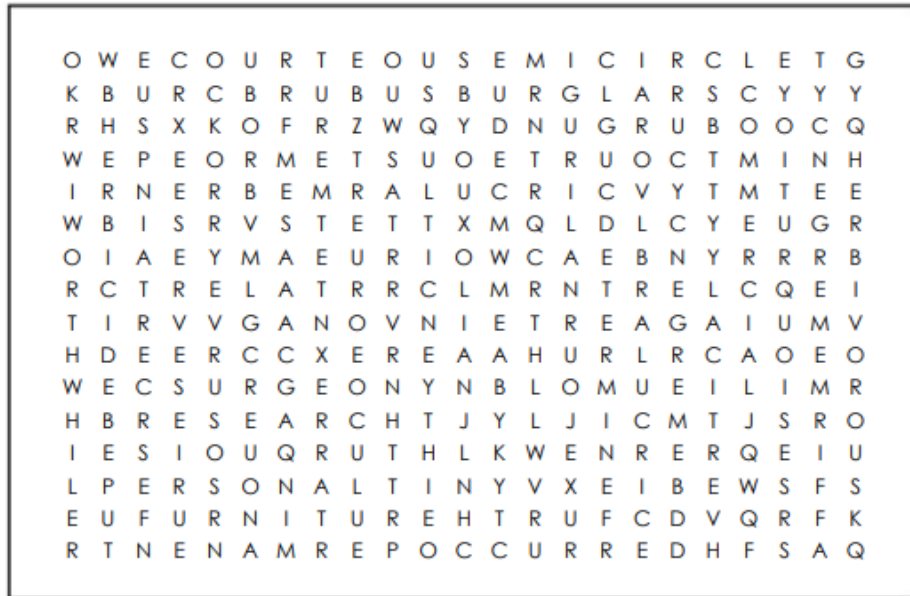 O W E C O U R T E O U S E M I C I R C L E T G
K B U R C B R U B U S B U R G L A R S C Y Y Y
R H S X K O F R Z W Q Y D N U G R U B O O C Q
W E P E O R M E T S U O E T R U O C T M I N H
I R N E R B E M R A L U C R I C V Y T M T E E
W B I S R V S T E T T X M Q L D L C Y E U G R
O I A E Y M A E U R I O W C A E B N Y R R R B
R C T R E L A T R R C L M R N T R E L C Q E I
T I R V V G A N O V N I E T R E A G A I U M V
H D E E R C C X E R E A A H U R L R C A O E O
W E C S U R G E O N Y N B L O M U E I L I M R
H B R E S E A R C H T J Y L J I C M T J S R O
I E S I O U Q R U T H L K W E N R E R Q E I U
L P E R S O N A L T I N Y V X E I B E W S F S
E U F U R N I T U R E H T R U F C D V Q R F K
R T N E N A M R E P O C C U R R E D H F S A Q